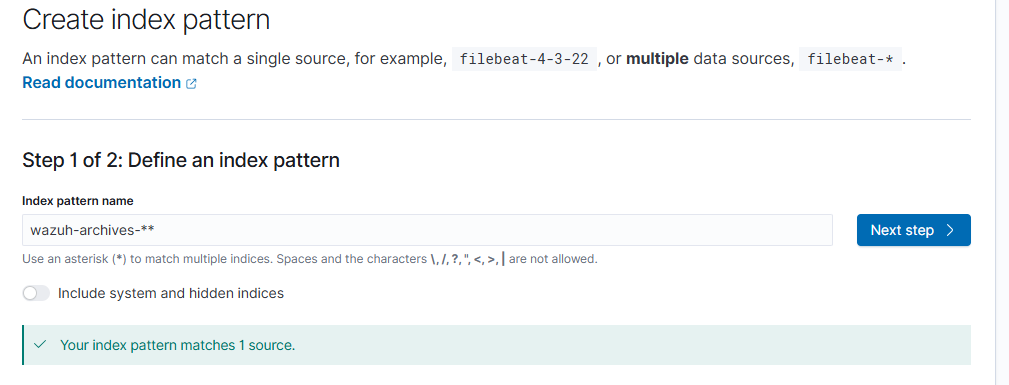 Create index pattern
An index pattern can match a single source, for example, filebeat-4-3-22 , or multiple data sources, filebeat-* .
Read documentation
Step 1 of 2: Define an index pattern
Index pattern name
wazuh-archives-**
Next step
Use an asterisk (*) to match multiple indices. Spaces and the characters \, /, ?, ", <, >, | are not allowed.
Include system and hidden indices
Your index pattern matches 1 source.